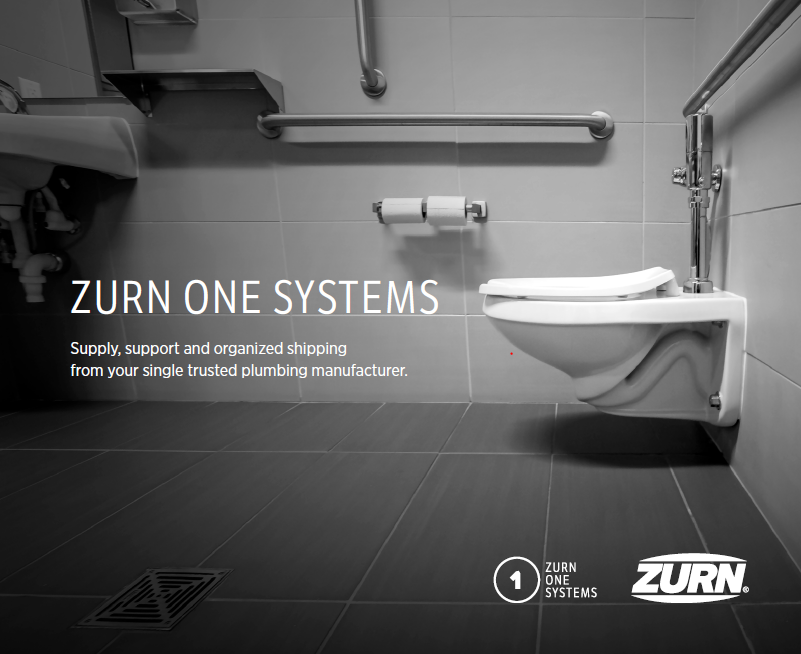 ZURN ONE SYSTEMS
Supply, support and organized shipping
from your single trusted plumbing manufacturer.
1
ZURN
ONE
SYSTEMS
ZURN®